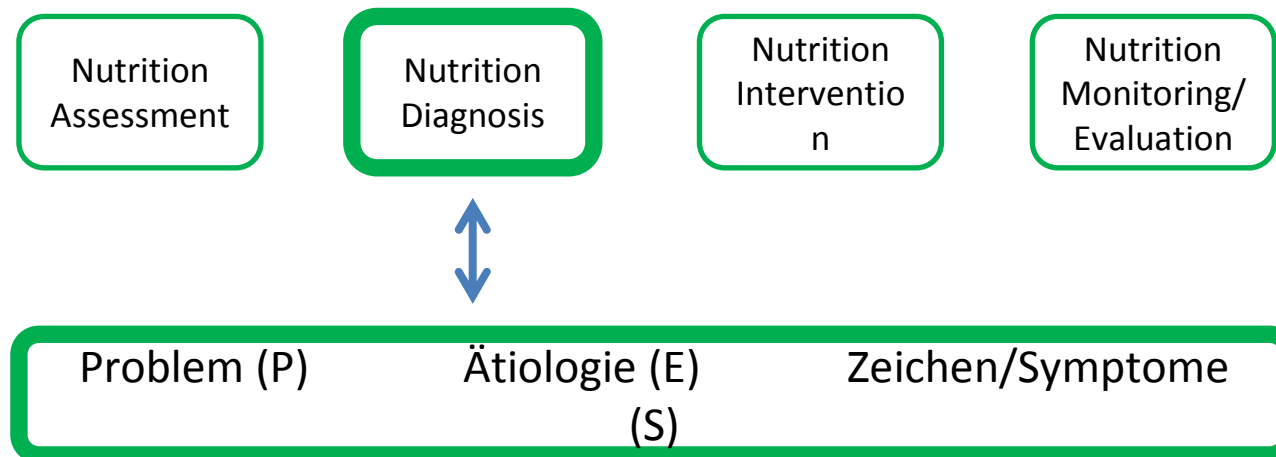 Nutrition
Assessment
Nutrition
Diagnosis
Nutrition
Interventio
n
Nutrition
Monitoring/
Evaluation
Problem (P) Ätiologie (E) Zeichen/Symptome
(S)